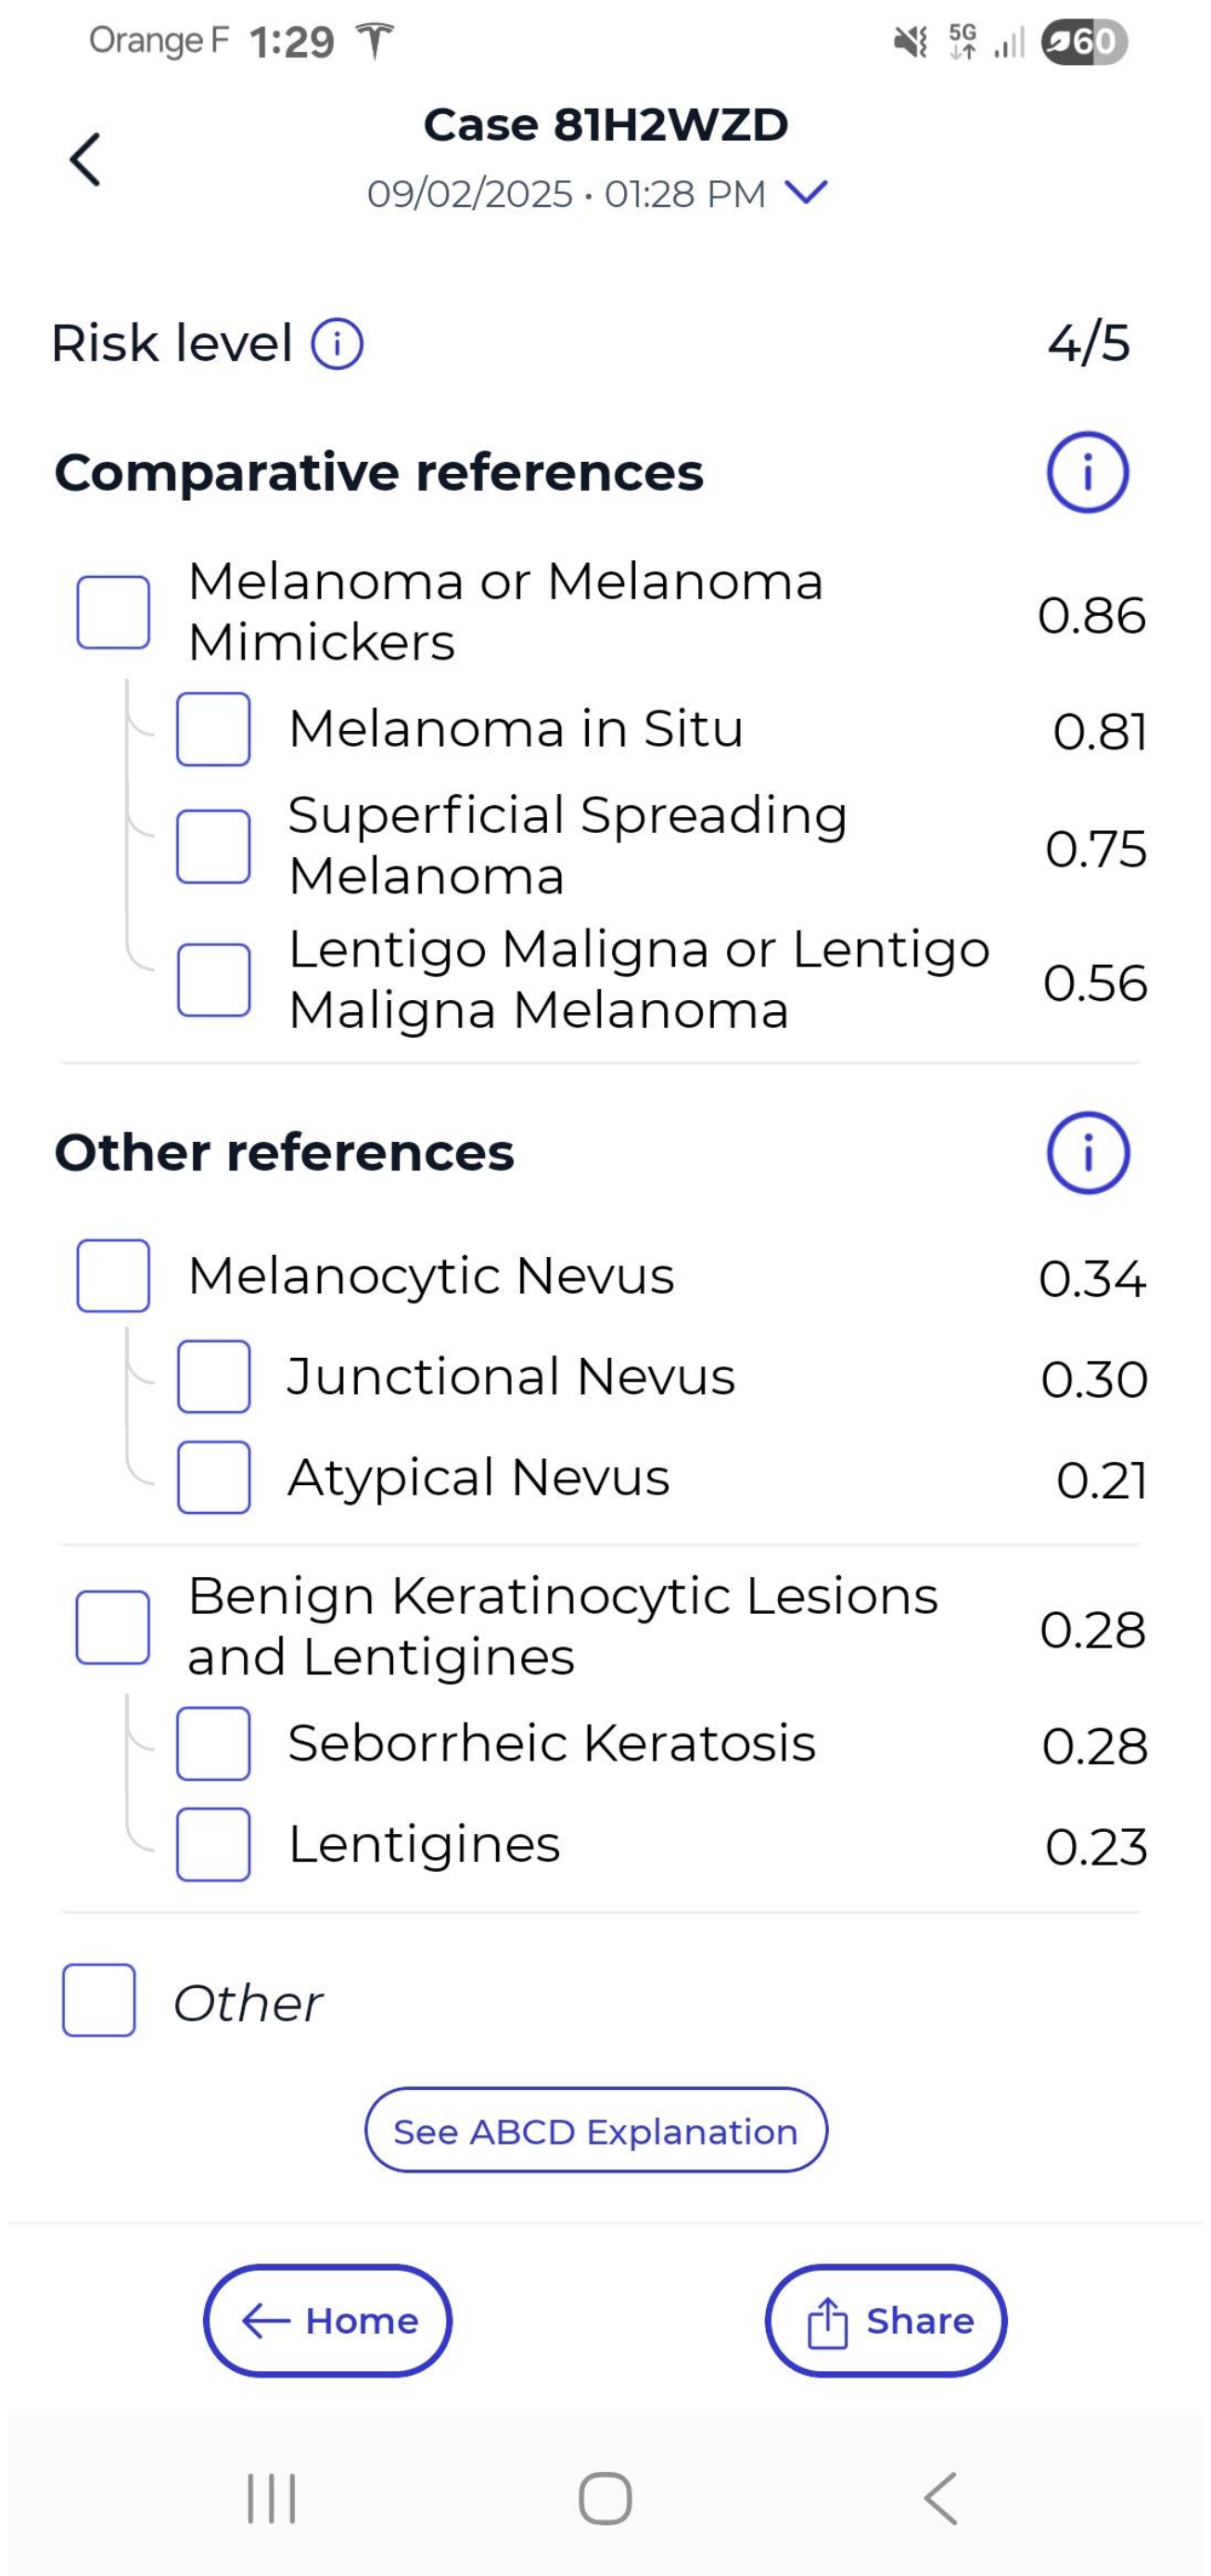 Orange F 1:29 5G 60
Case 81H2WZD
09/02/2025 • 01:28 PM
Risk level i 4/5
Comparative references i
Melanoma or Melanoma
Mimickers 0.86
Melanoma in Situ 0.81
Superficial Spreading
Melanoma 0.75
Lentigo Maligna or Lentigo
Maligna Melanoma 0.56
Other references i
Melanocytic Nevus 0.34
Junctional Nevus 0.30
Atypical Nevus 0.21
Benign Keratinocytic Lesions
and Lentigines 0.28
Seborrheic Keratosis 0.28
Lentigines 0.23
Other
See ABCD Explanation
Home Share